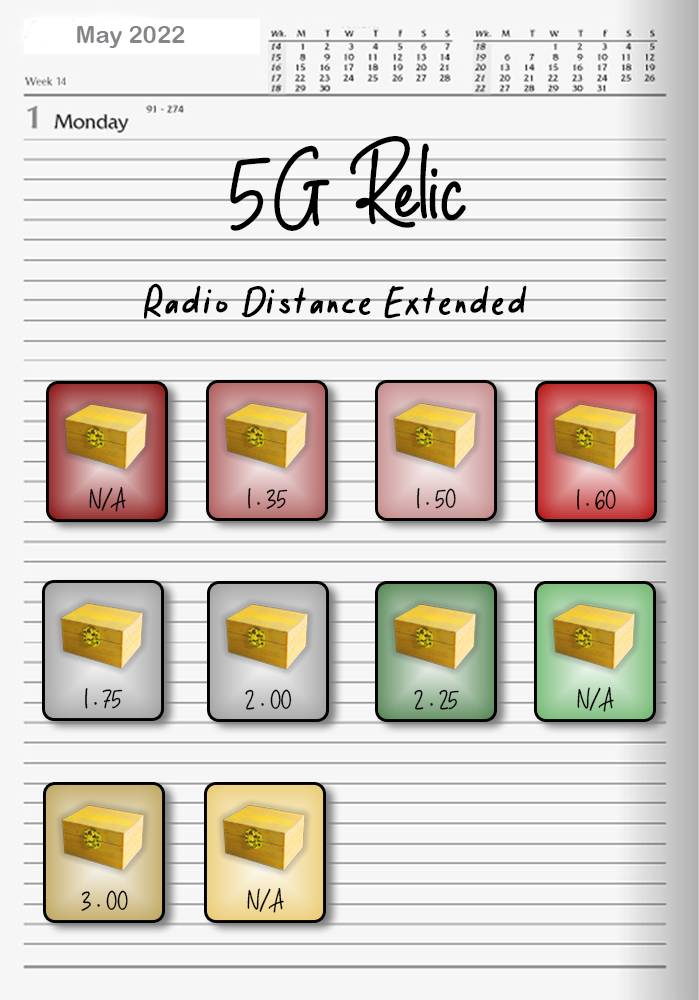 May 2022
Wk. M T W T F S S
14 1 2 3 4 5 6 7
15 8 9 10 11 12 13 14
16 15 16 17 18 19 20 21
17 22 23 24 25 26 27 28
18 29 30
Wk. M T W T F S S
18 1 2 3 4 5
19 6 7 8 9 10 11 12
20 13 14 15 16 17 18 19
21 20 21 22 23 24 25 26
22 27 28 29 30 31
Week 14
1 Monday 91 - 274
5G Relic
Radio Distance Extended
N/A 1.35 1.50 1.60
1.75 2.00 2.25 N/A
3.00 N/A